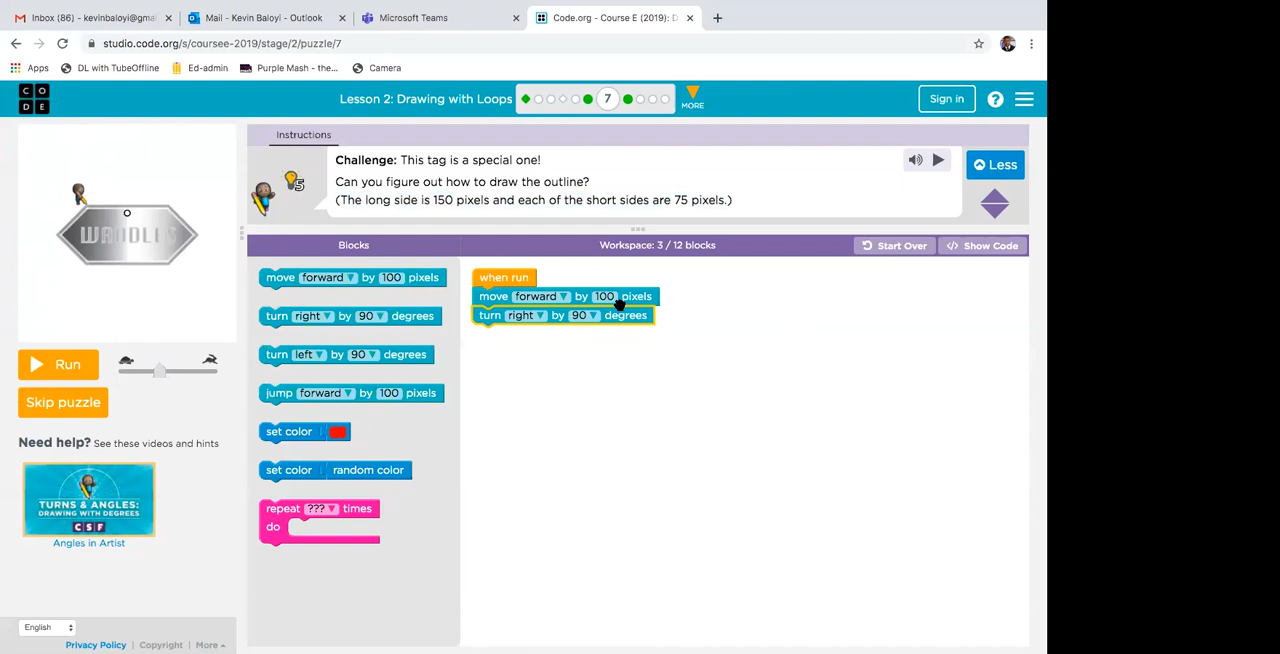 Inbox (86) - kevinbaloyi@gma
Mail - Kevin Baloyi - Outlook
Microsoft Teams
Code.org - Course E (2019): D
studio.code.org/s/coursee-2019/stage/2/puzzle/7
Apps
DL with TubeOffline
Ed-admin
Purple Mash - the...
Camera
C O
D E
Lesson 2: Drawing with Loops
7
MORE
Sign in
?
Instructions
5
Challenge: This tag is a special one!
Can you figure out how to draw the outline?
(The long side is 150 pixels and each of the short sides are 75 pixels.)
Less
WANDLES
Blocks
Workspace: 3 / 12 blocks
Start Over
</> Show Code
move forward by 100 pixels
turn right by 90 degrees
turn left by 90 degrees
jump forward by 100 pixels
set color
set color random color
repeat ??? times
do
when run
move forward by 100 pixels
turn right by 90 degrees
Run
Skip puzzle
Need help? See these videos and hints
TURNS & ANGLES:
DRAWING WITH DEGREES
C S F
Angles in Artist
English
Privacy Policy | Copyright | More